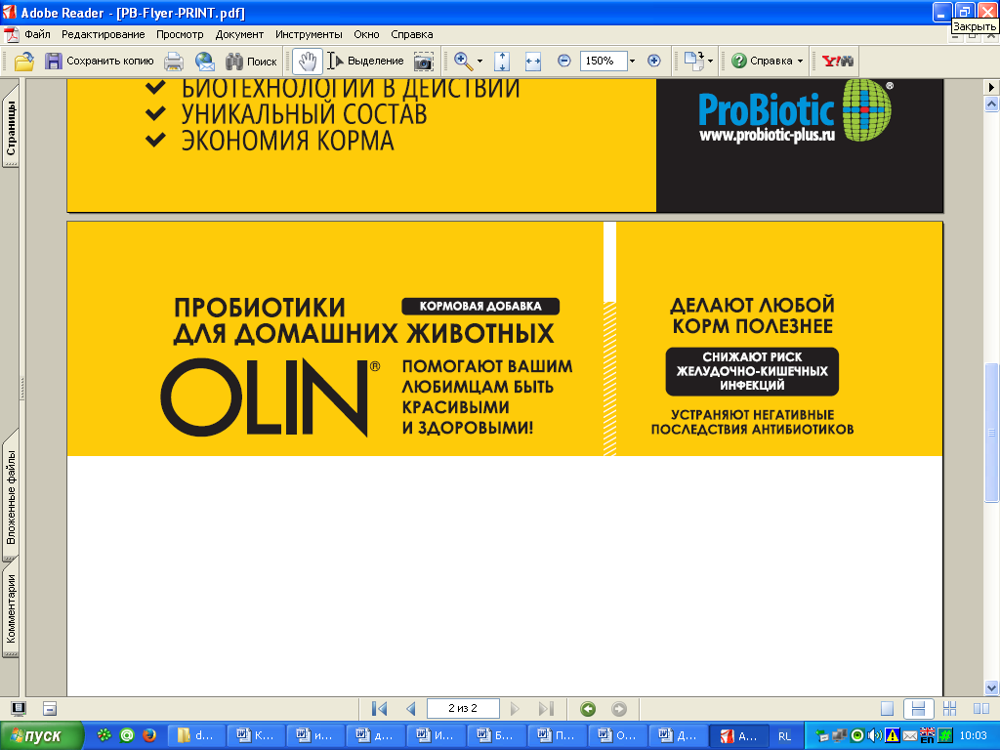 Adobe Reader - [PB-Flyer-PRINT.pdf]
Закрыть
Файл Редактирование Просмотр Документ Инструменты Окно Справка
Сохранить копию Поиск Выделение 150% Справка Y!
Страницы
Вложенные файлы
Комментарии
БИОТЕХНОЛОГИИ В ДЕЙСТВИИ
УНИКАЛЬНЫЙ СОСТАВ
ЭКОНОМИЯ КОРМА
ProBiotic ®
www.probiotic-plus.ru
ПРОБИОТИКИ
КОРМОВАЯ ДОБАВКА
ДЛЯ ДОМАШНИХ ЖИВОТНЫХ
OLIN ®
ПОМОГАЮТ ВАШИМ
ЛЮБИМЦАМ БЫТЬ
КРАСИВЫМИ
И ЗДОРОВЫМИ!
ДЕЛАЮТ ЛЮБОЙ
КОРМ ПОЛЕЗНЕЕ
СНИЖАЮТ РИСК
ЖЕЛУДОЧНО-КИШЕЧНЫХ
ИНФЕКЦИЙ
УСТРАНЯЮТ НЕГАТИВНЫЕ
ПОСЛЕДСТВИЯ АНТИБИОТИКОВ
2 из 2
пуск d... К... и... д... И... Б... П... О... Д... A... RL EN 10:03